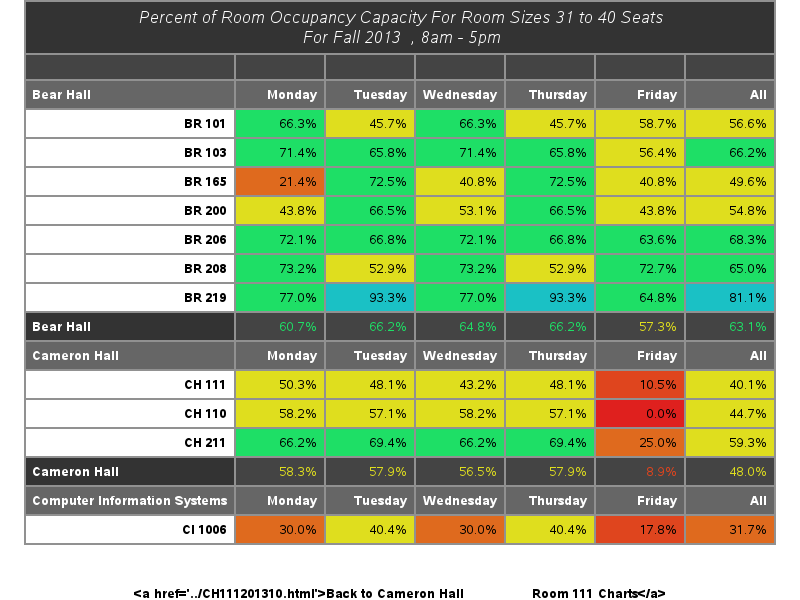 Percent of Room Occupancy Capacity For Room Sizes 31 to 40 Seats
For Fall 2013 , 8am - 5pm
Bear Hall Monday Tuesday Wednesday Thursday Friday All
BR 101 66.3% 45.7% 66.3% 45.7% 58.7% 56.6%
BR 103 71.4% 65.8% 71.4% 65.8% 56.4% 66.2%
BR 165 21.4% 72.5% 40.8% 72.5% 40.8% 49.6%
BR 200 43.8% 66.5% 53.1% 66.5% 43.8% 54.8%
BR 206 72.1% 66.8% 72.1% 66.8% 63.6% 68.3%
BR 208 73.2% 52.9% 73.2% 52.9% 72.7% 65.0%
BR 219 77.0% 93.3% 77.0% 93.3% 64.8% 81.1%
Bear Hall 60.7% 66.2% 64.8% 66.2% 57.3% 63.1%
Cameron Hall Monday Tuesday Wednesday Thursday Friday All
CH 111 50.3% 48.1% 43.2% 48.1% 10.5% 40.1%
CH 110 58.2% 57.1% 58.2% 57.1% 0.0% 44.7%
CH 211 66.2% 69.4% 66.2% 69.4% 25.0% 59.3%
Cameron Hall 58.3% 57.9% 56.5% 57.9% 8.9% 48.0%
Computer Information Systems Monday Tuesday Wednesday Thursday Friday All
CI 1006 30.0% 40.4% 30.0% 40.4% 17.8% 31.7%
<a href='../CH111201310.html'>Back to Cameron Hall Room 111 Charts</a>